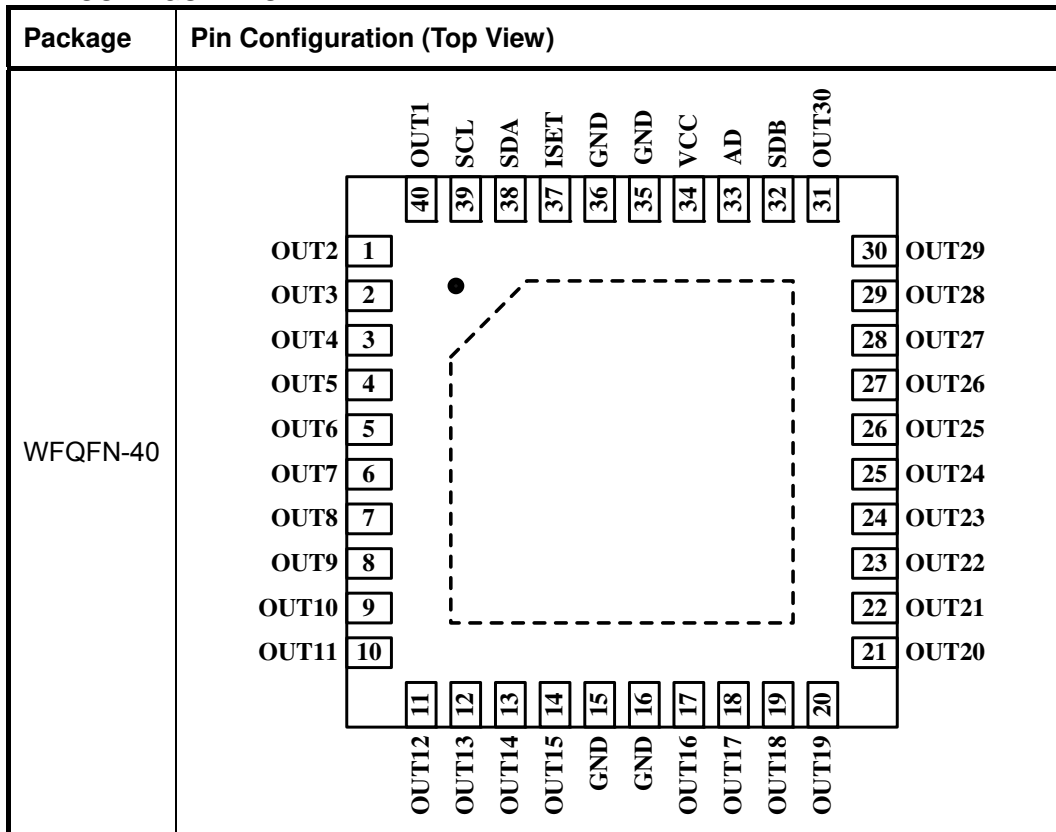 Package Pin Configuration (Top View)
WFQFN-40
OUT1 SCL SDA ISET GND GND VCC AD SDB OUT30
40 39 38 37 36 35 34 33 32 31
OUT2 1 30 OUT29
OUT3 2 29 OUT28
OUT4 3 28 OUT27
OUT5 4 27 OUT26
OUT6 5 26 OUT25
OUT7 6 25 OUT24
OUT8 7 24 OUT23
OUT9 8 23 OUT22
OUT10 9 22 OUT21
OUT11 10 21 OUT20
11 12 13 14 15 16 17 18 19 20
OUT12 OUT13 OUT14 OUT15 GND GND OUT16 OUT17 OUT18 OUT19